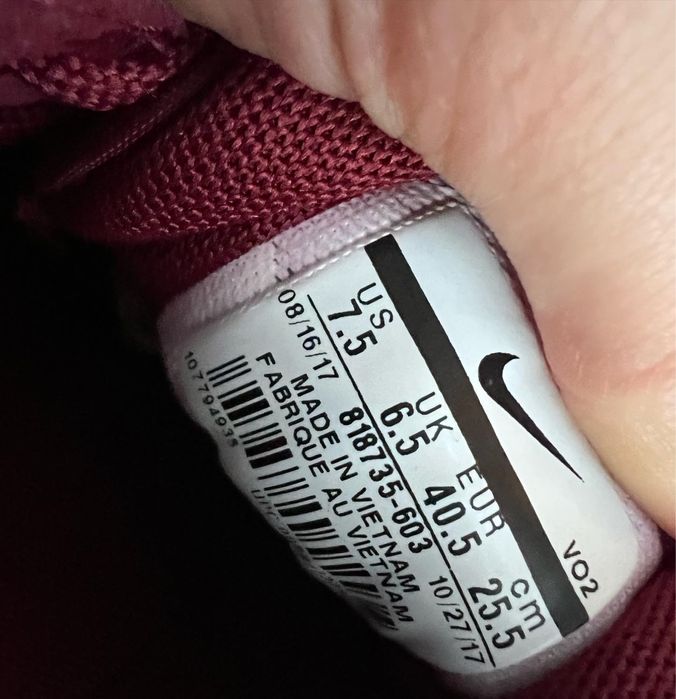 VO2
US UK EUR cm
7.5 6.5 40.5 25.5
08/16/17 818735-603 10/27/17
MADE IN VIETNAM
FABRIQUE AU VIETNAM